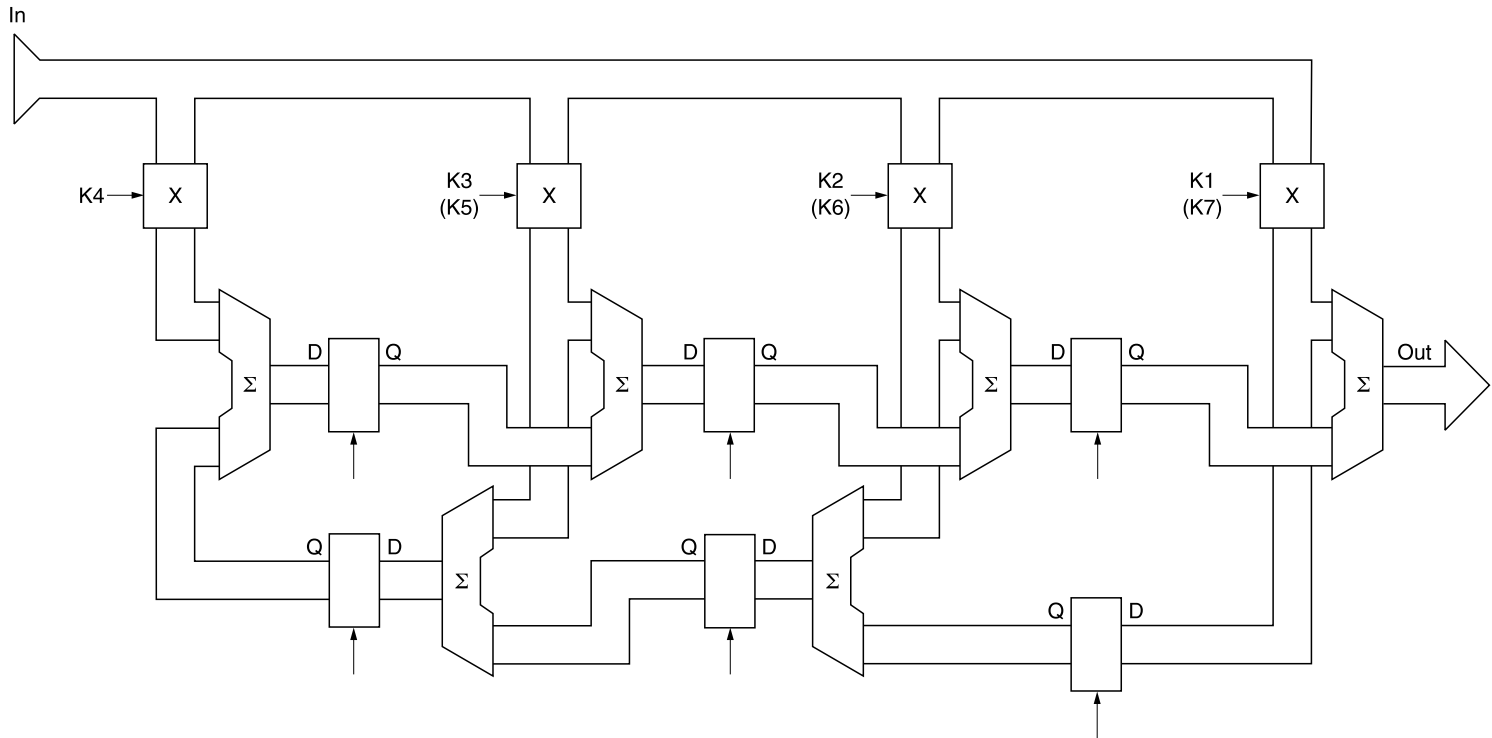 In
K4
X
K3
(K5)
X
K2
(K6)
X
K1
(K7)
X
Σ
D
Q
Σ
D
Q
Σ
D
Q
Σ
Out
Q
D
Σ
Q
D
Σ
Q
D